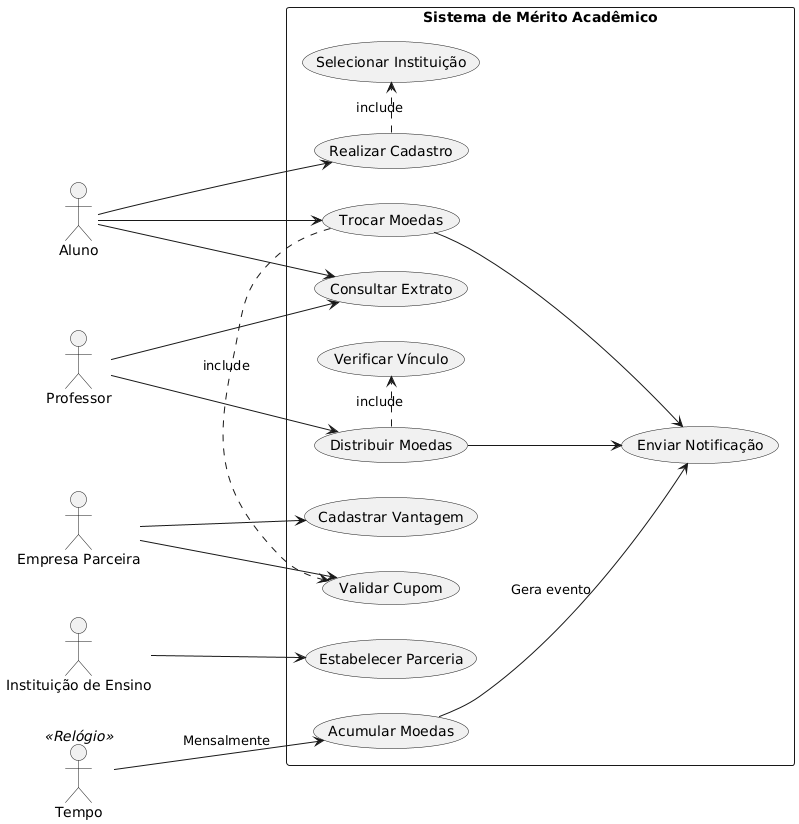 Sistema de Mérito Acadêmico
Selecionar Instituição
include
Realizar Cadastro
Aluno
Trocar Moedas
Consultar Extrato
Professor
include
Verificar Vínculo
include
Distribuir Moedas
Enviar Notificação
Empresa Parceira
Cadastrar Vantagem
Validar Cupom
Gera evento
Instituição de Ensino
Estabelecer Parceria
«Relógio»
Tempo
Mensalmente
Acumular Moedas